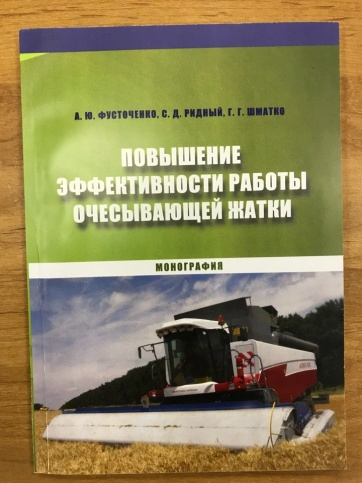 А. Ю. ФУСТОЧЕНКО, С. Д. РИДНЫЙ, Г. Г. ШМАТКО
ПОВЫШЕНИЕ
ЭФФЕКТИВНОСТИ РАБОТЫ
ОЧЕСЫВАЮЩЕЙ ЖАТКИ
МОНОГРАФИЯ